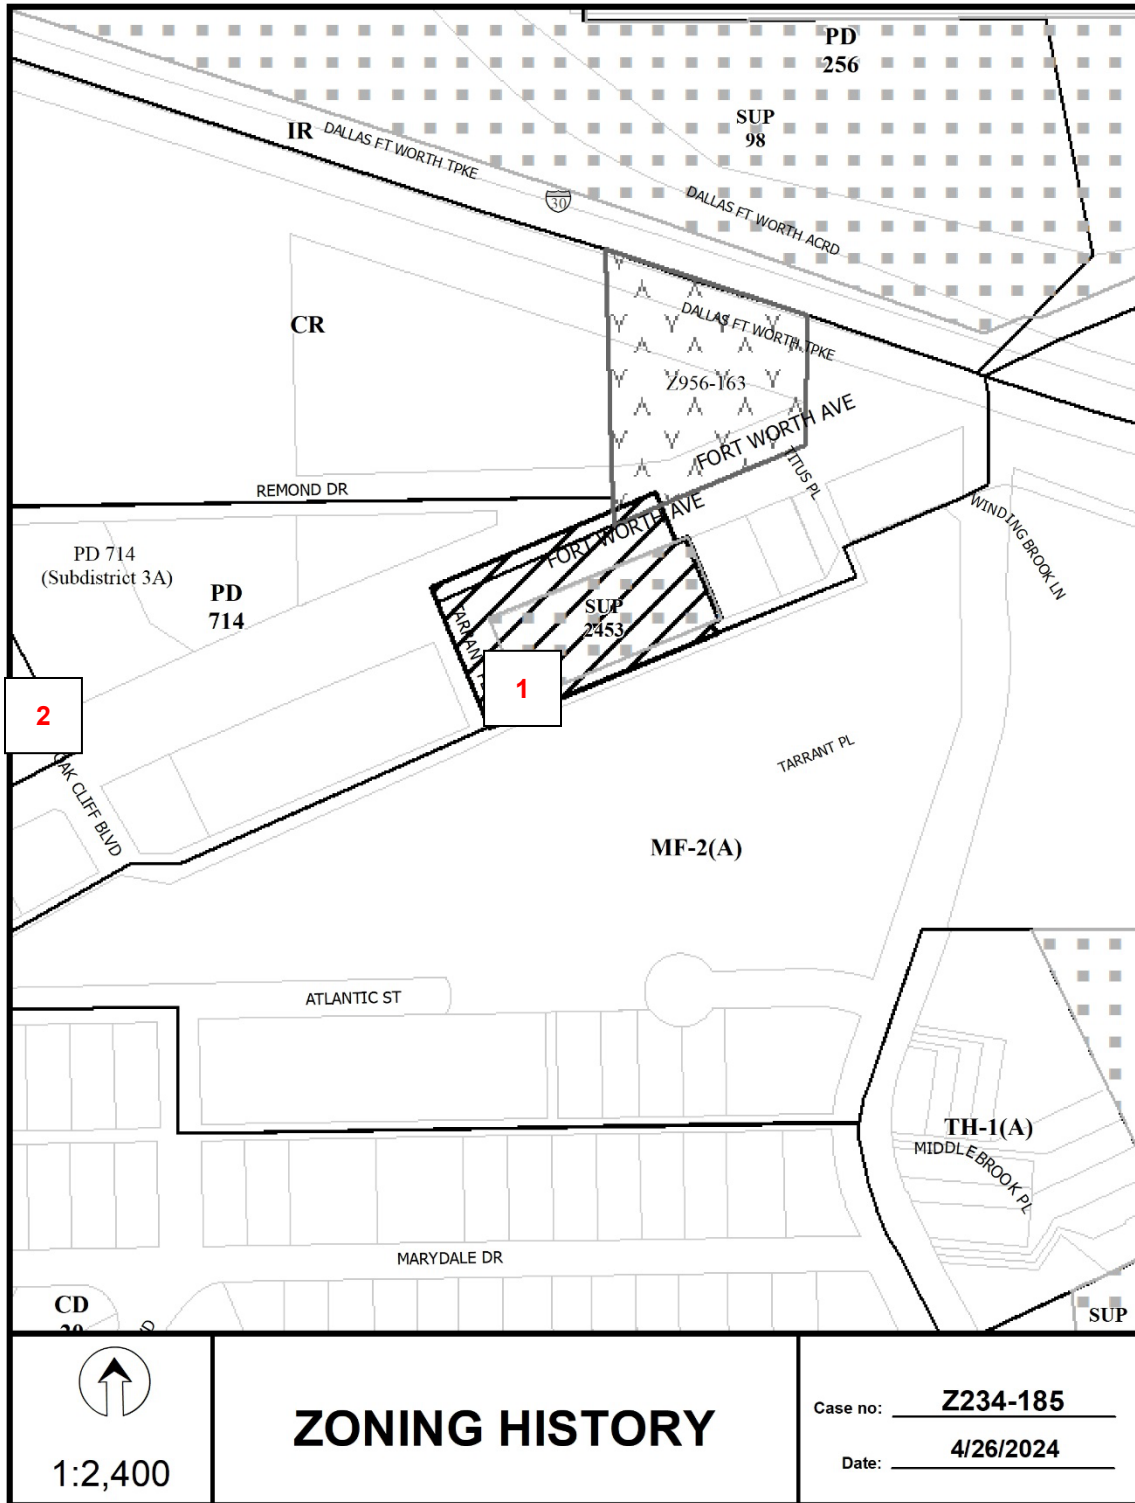 PD
256
SUP
98
IR
DALLAS FT WORTH TPKE
30
DALLAS FT WORTH ACRD
CR
DALLAS FT WORTH TPKE
Z956-163
FORT WORTH AVE
TITUS PL
REMOND DR
FORT WORTH AVE
WINDING BROOK LN
PD 714
(Subdistrict 3A)
PD
714
SUP
2453
1
2
OAK CLIFF BLVD
TARRANT PL
MF-2(A)
ATLANTIC ST
TH-1(A)
MIDDLEBROOK PL
MARYDALE DR
CD
SUP
1:2,400
ZONING HISTORY
Case no: Z234-185
Date: 4/26/2024